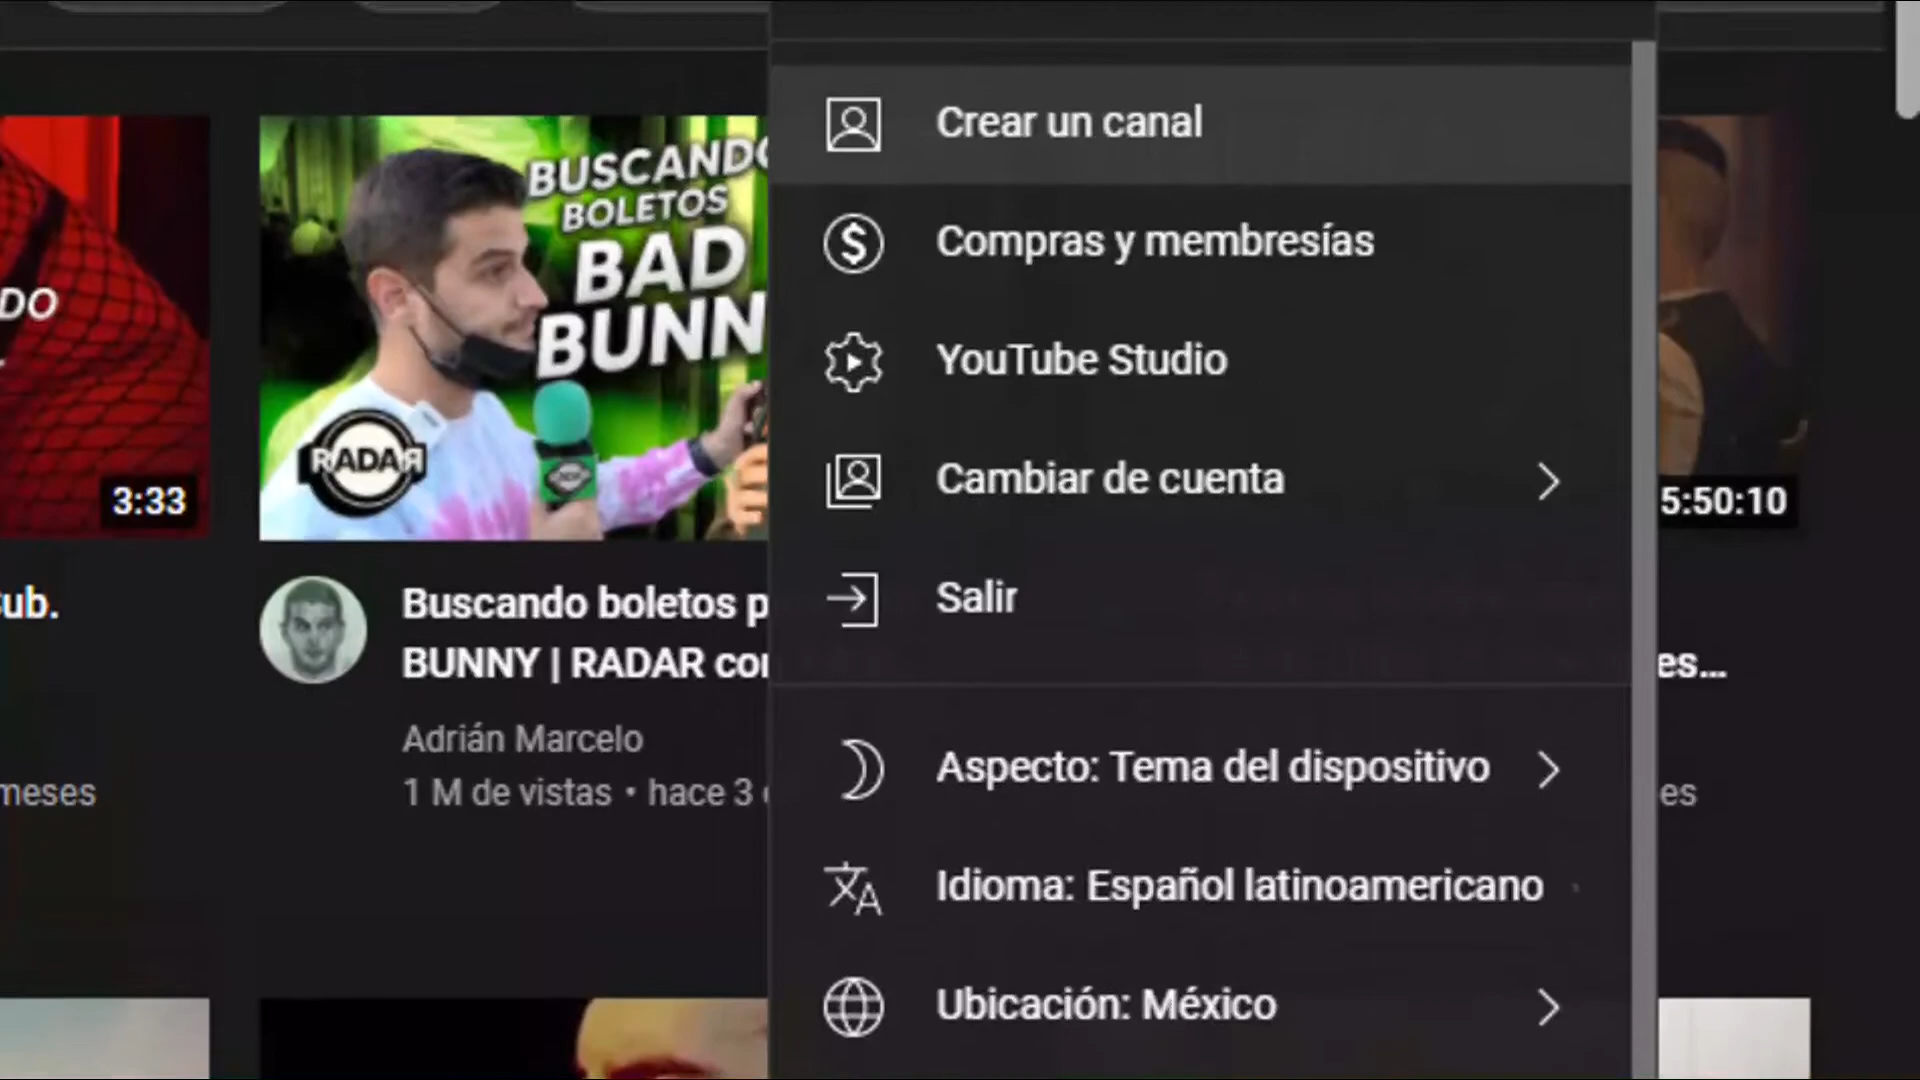 BUSCANDO
BOLETOS
BAD
BUNN
RADAR
DO
3:33
ub.
meses
Buscando boletos p
BUNNY | RADAR con
Adrián Marcelo
1 M de vistas • hace 3
Crear un canal
Compras y membresías
YouTube Studio
Cambiar de cuenta
Salir
Aspecto: Tema del dispositivo
Idioma: Español latinoamericano
Ubicación: México
5:50:10
es...
es